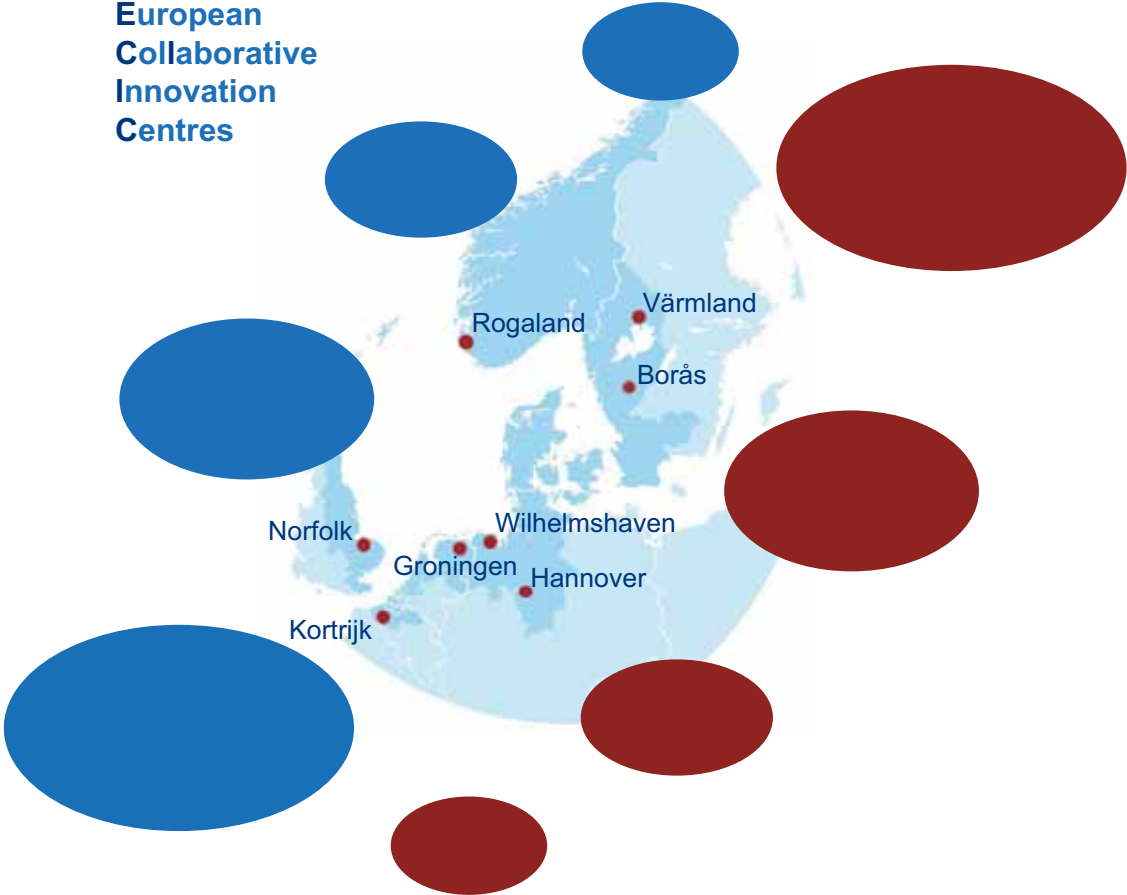 European
Collaborative
Innovation
Centres
Värmland
Rogaland
Borås
Wilhelmshaven
Norfolk
Groningen
Hannover
Kortrijk